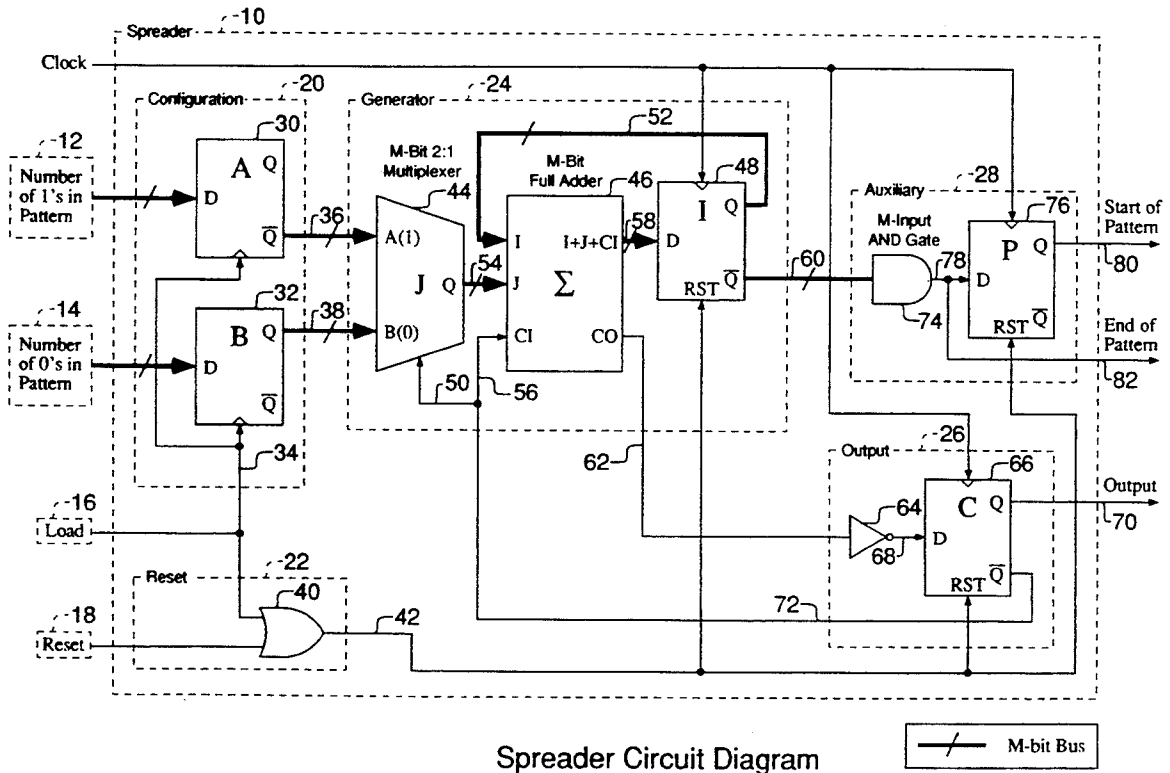 -10
Spreader
Clock
-20
Configuration
-24
Generator
-12
Number
of 1's in
Pattern
30
A
D
Q
Q̅
36
M-Bit 2:1
Multiplexer
44
A(1)
J
Q
B(0)
54
52
M-Bit
Full Adder
46
I
I+J+CI
J
Σ
CI
CO
58
48
I
D
Q
Q̅
RST
60
-28
Auxiliary
M-Input
AND Gate
78
74
76
P
D
Q
Q̅
RST
Start of
Pattern
80
End of
Pattern
82
-14
Number
of 0's in
Pattern
32
B
D
Q
Q̅
38
34
50
56
62
-26
Output
64
68
66
C
D
Q
Q̅
RST
Output
70
72
-16
Load
-22
Reset
40
42
-18
Reset
Spreader Circuit Diagram
M-bit Bus